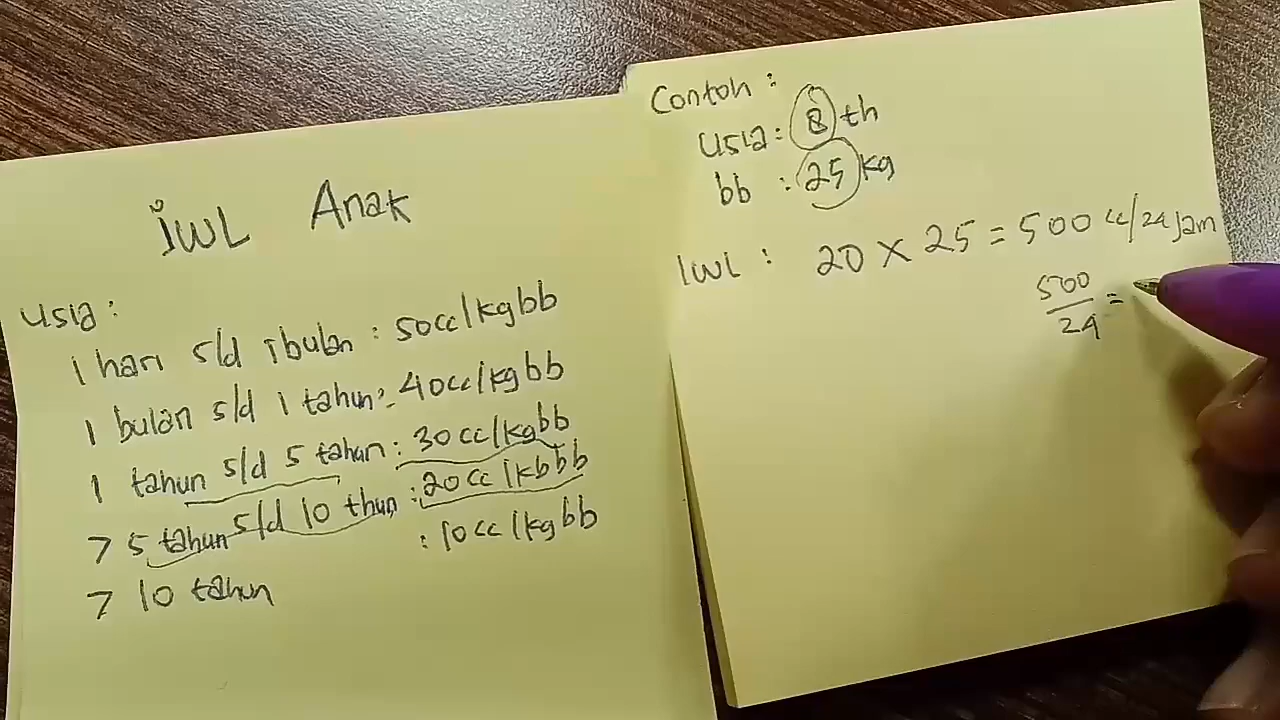 IWL Anak
Usia:
1 hari s/d 1 bulan : 50cc/kgbb
1 bulan s/d 1 tahun : 40cc/kgbb
1 tahun s/d 5 tahun : 30cc/kgbb
> 5 tahun s/d 10 thun : 20cc/kbbb
> 10 tahun : 10cc/kgbb
Contoh :
Usia : 8 th
bb : 25 kg
IWL : 20 x 25 = 500 cc/24 jam
500
24 =